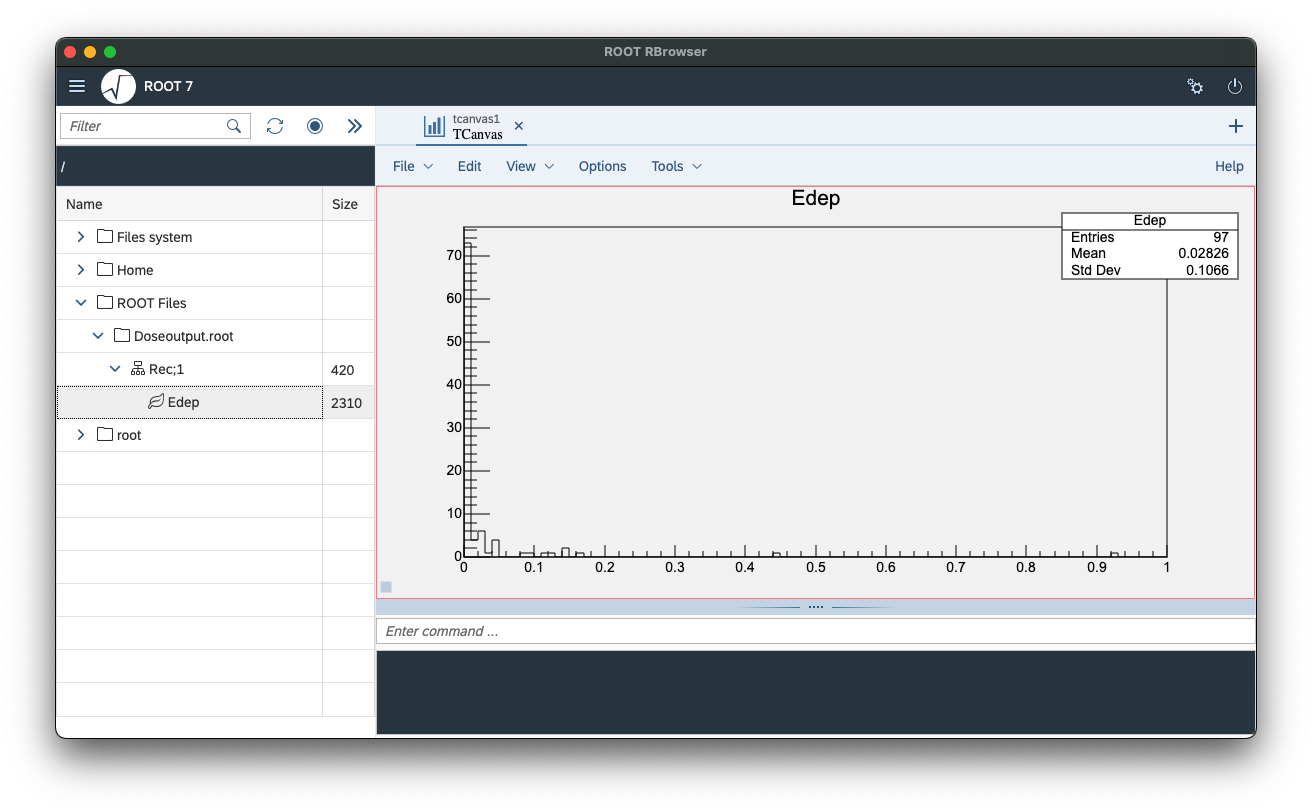 ROOT RBrowser
ROOT 7
Filter
tcanvas1
TCanvas
/
File Edit View Options Tools Help
Name Size
Files system
Home
ROOT Files
Doseoutput.root
Rec;1 420
Edep 2310
root
Edep
Edep
Entries 97
Mean 0.02826
Std Dev 0.1066
70
60
50
40
30
20
10
0
0 0.1 0.2 0.3 0.4 0.5 0.6 0.7 0.8 0.9 1
Enter command ...